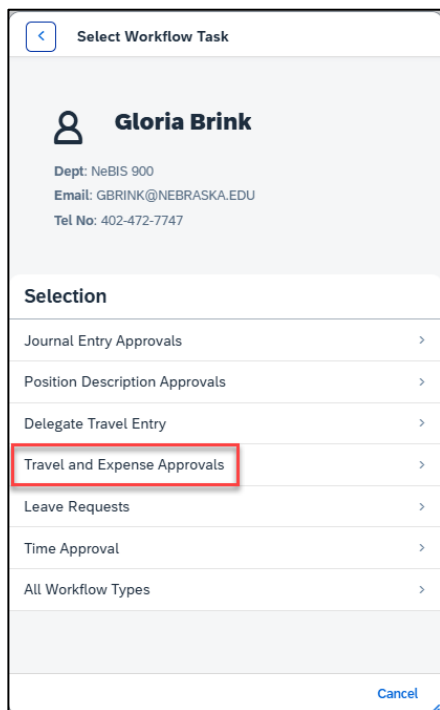 Select Workflow Task
Gloria Brink
Dept: NeBIS 900
Email: GBRINK@NEBRASKA.EDU
Tel No: 402-472-7747
Selection
Journal Entry Approvals
Position Description Approvals
Delegate Travel Entry
Travel and Expense Approvals
Leave Requests
Time Approval
All Workflow Types
Cancel